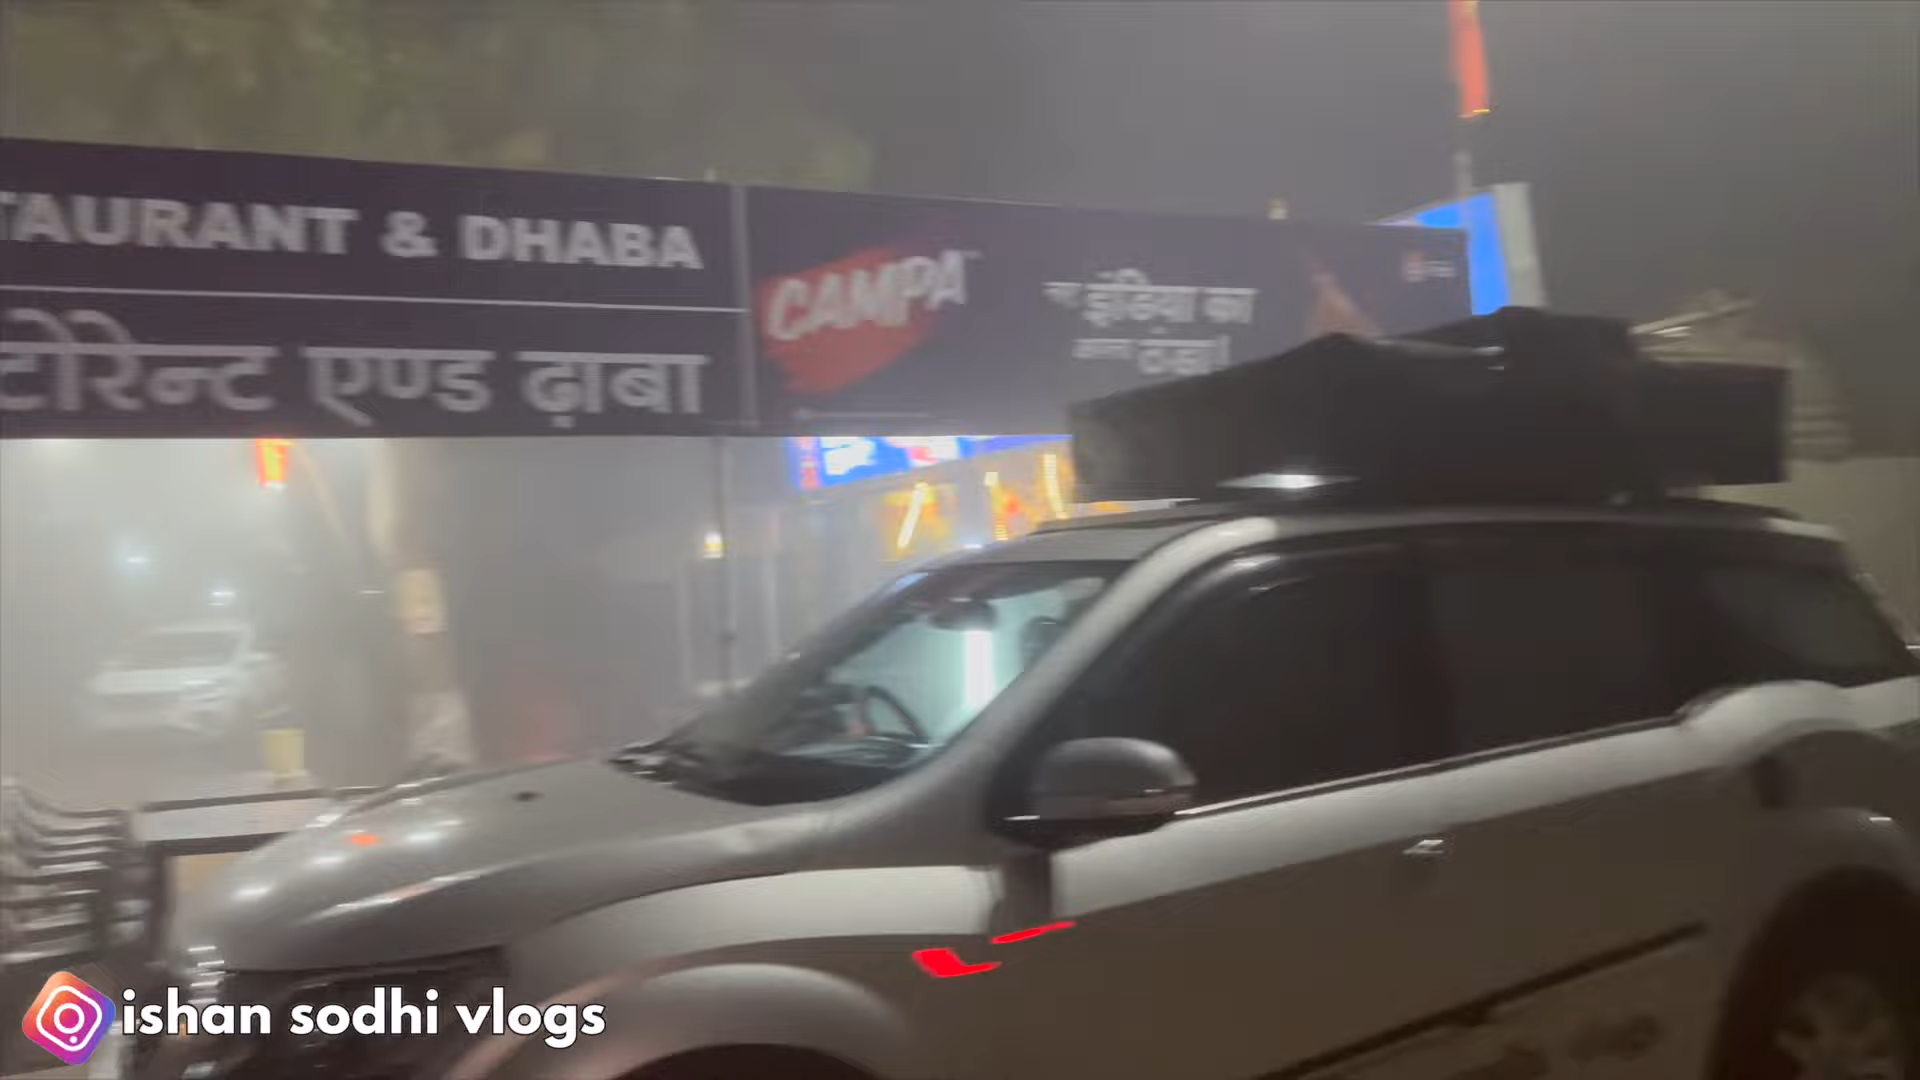 TAURANT & DHABA
टोरेन्ट एण्ड ढ़ाबा
CAMPA
इंडिया का
ठंडा!
ishan sodhi vlogs